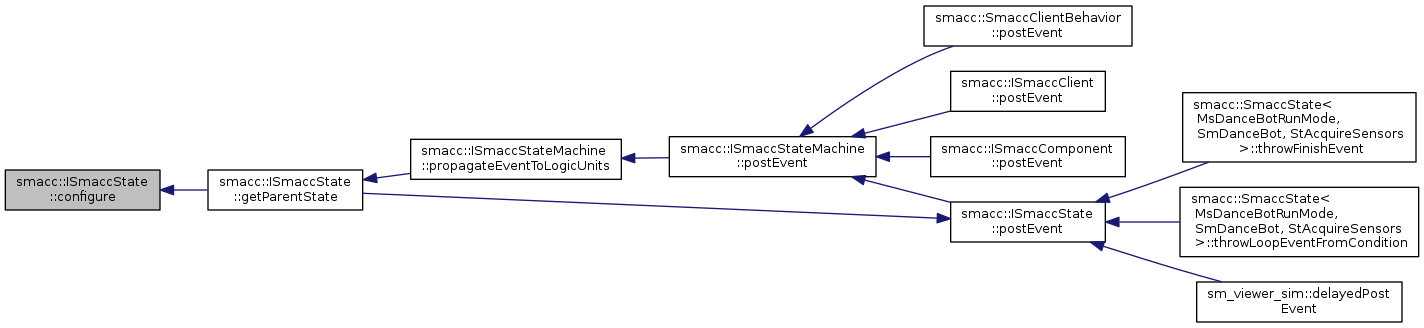 smacc::ISmaccState
::configure
smacc::ISmaccState
::getParentState
smacc::ISmaccStateMachine
::propagateEventToLogicUnits
smacc::ISmaccStateMachine
::postEvent
smacc::SmaccClientBehavior
::postEvent
smacc::ISmaccClient
::postEvent
smacc::ISmaccComponent
::postEvent
smacc::ISmaccState
::postEvent
smacc::SmaccState<
MsDanceBotRunMode,
SmDanceBot, StAcquireSensors
>::throwFinishEvent
smacc::SmaccState<
MsDanceBotRunMode,
SmDanceBot, StAcquireSensors
>::throwLoopEventFromCondition
sm_viewer_sim::delayedPost
Event